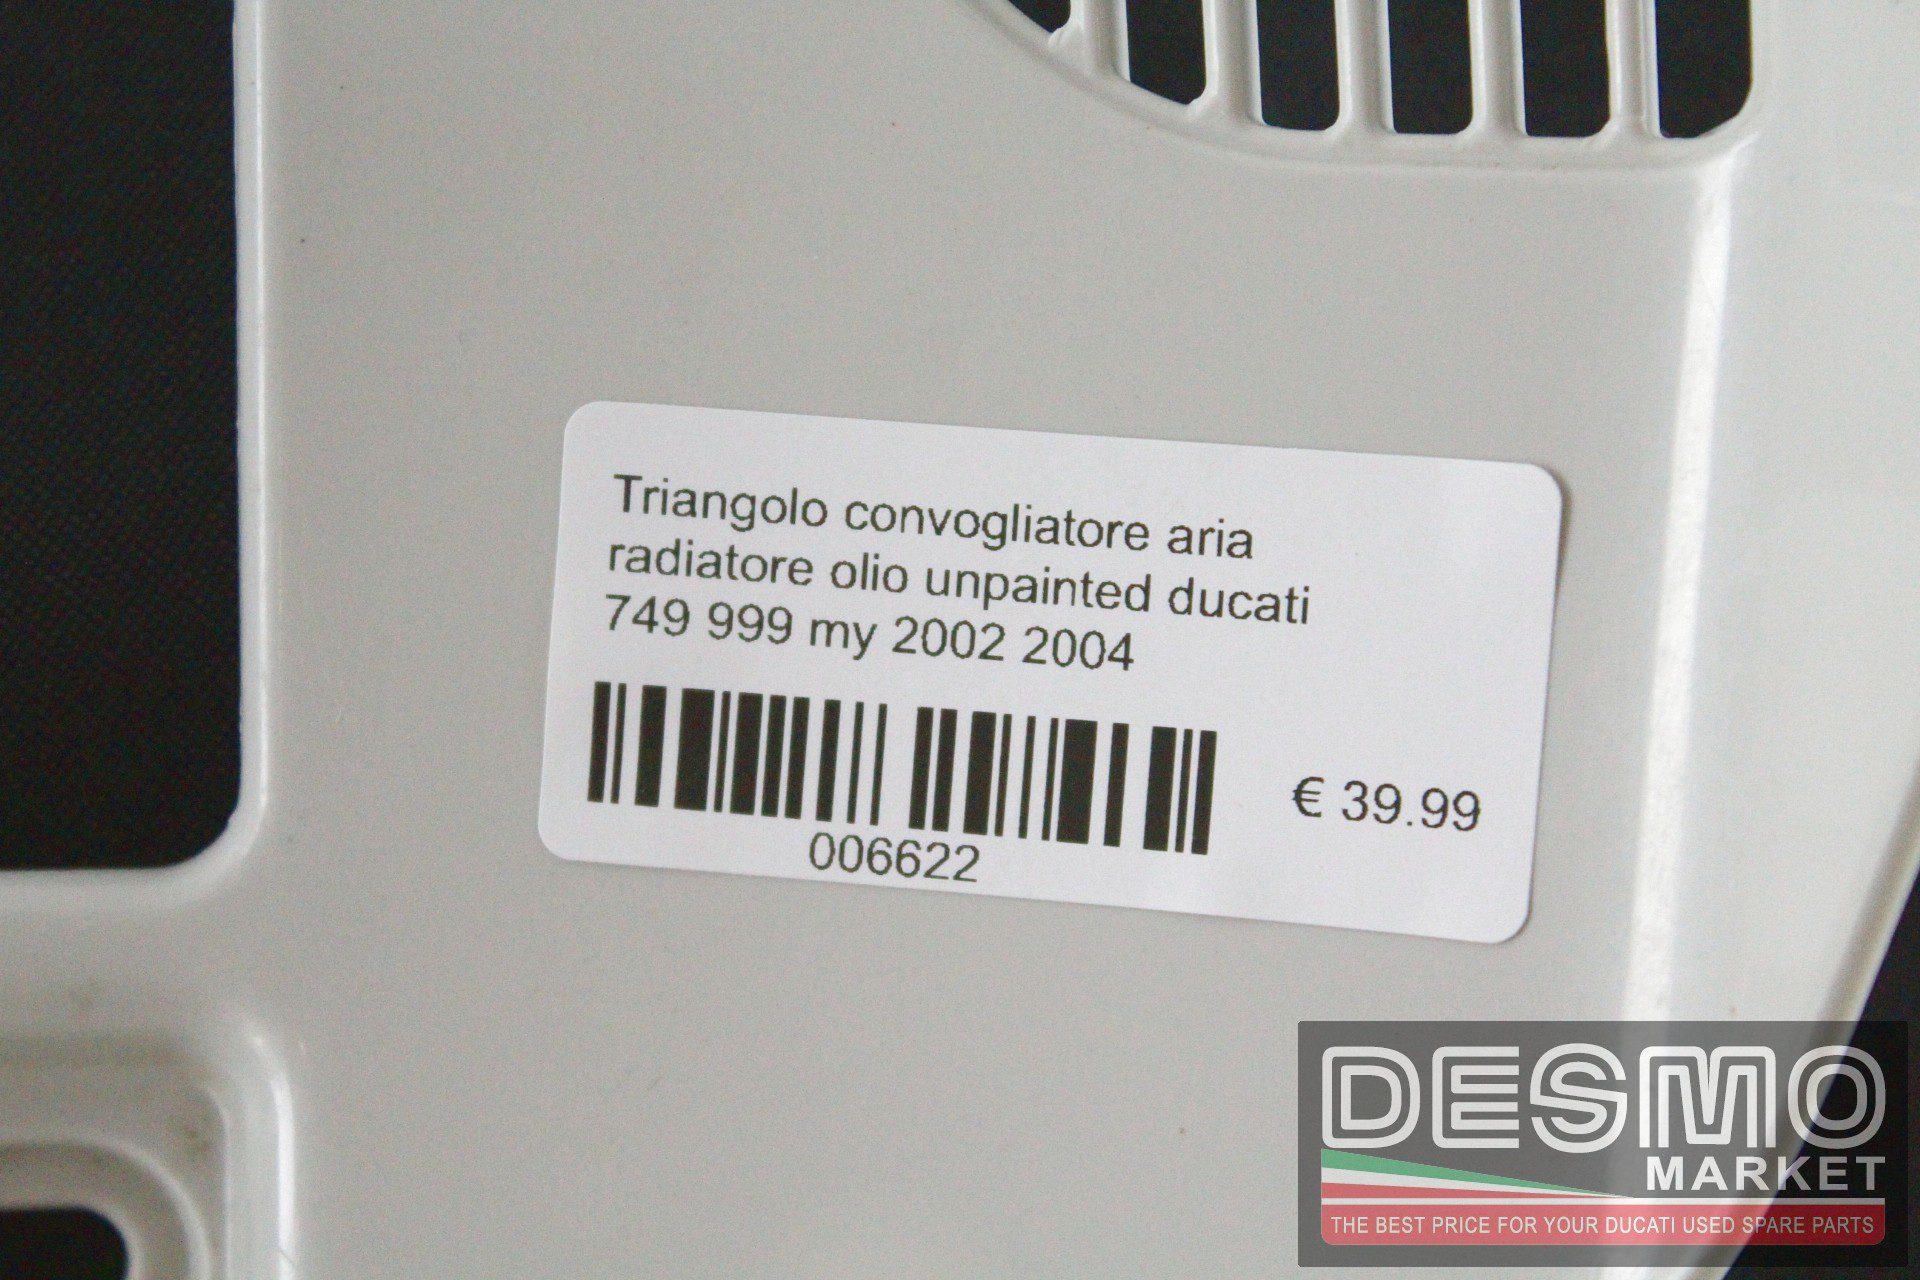 Triangolo convogliatore aria
radiatore olio unpainted ducati
749 999 my 2002 2004
€ 39.99
006622
DESMO
MARKET
THE BEST PRICE FOR YOUR DUCATI USED SPARE PARTS